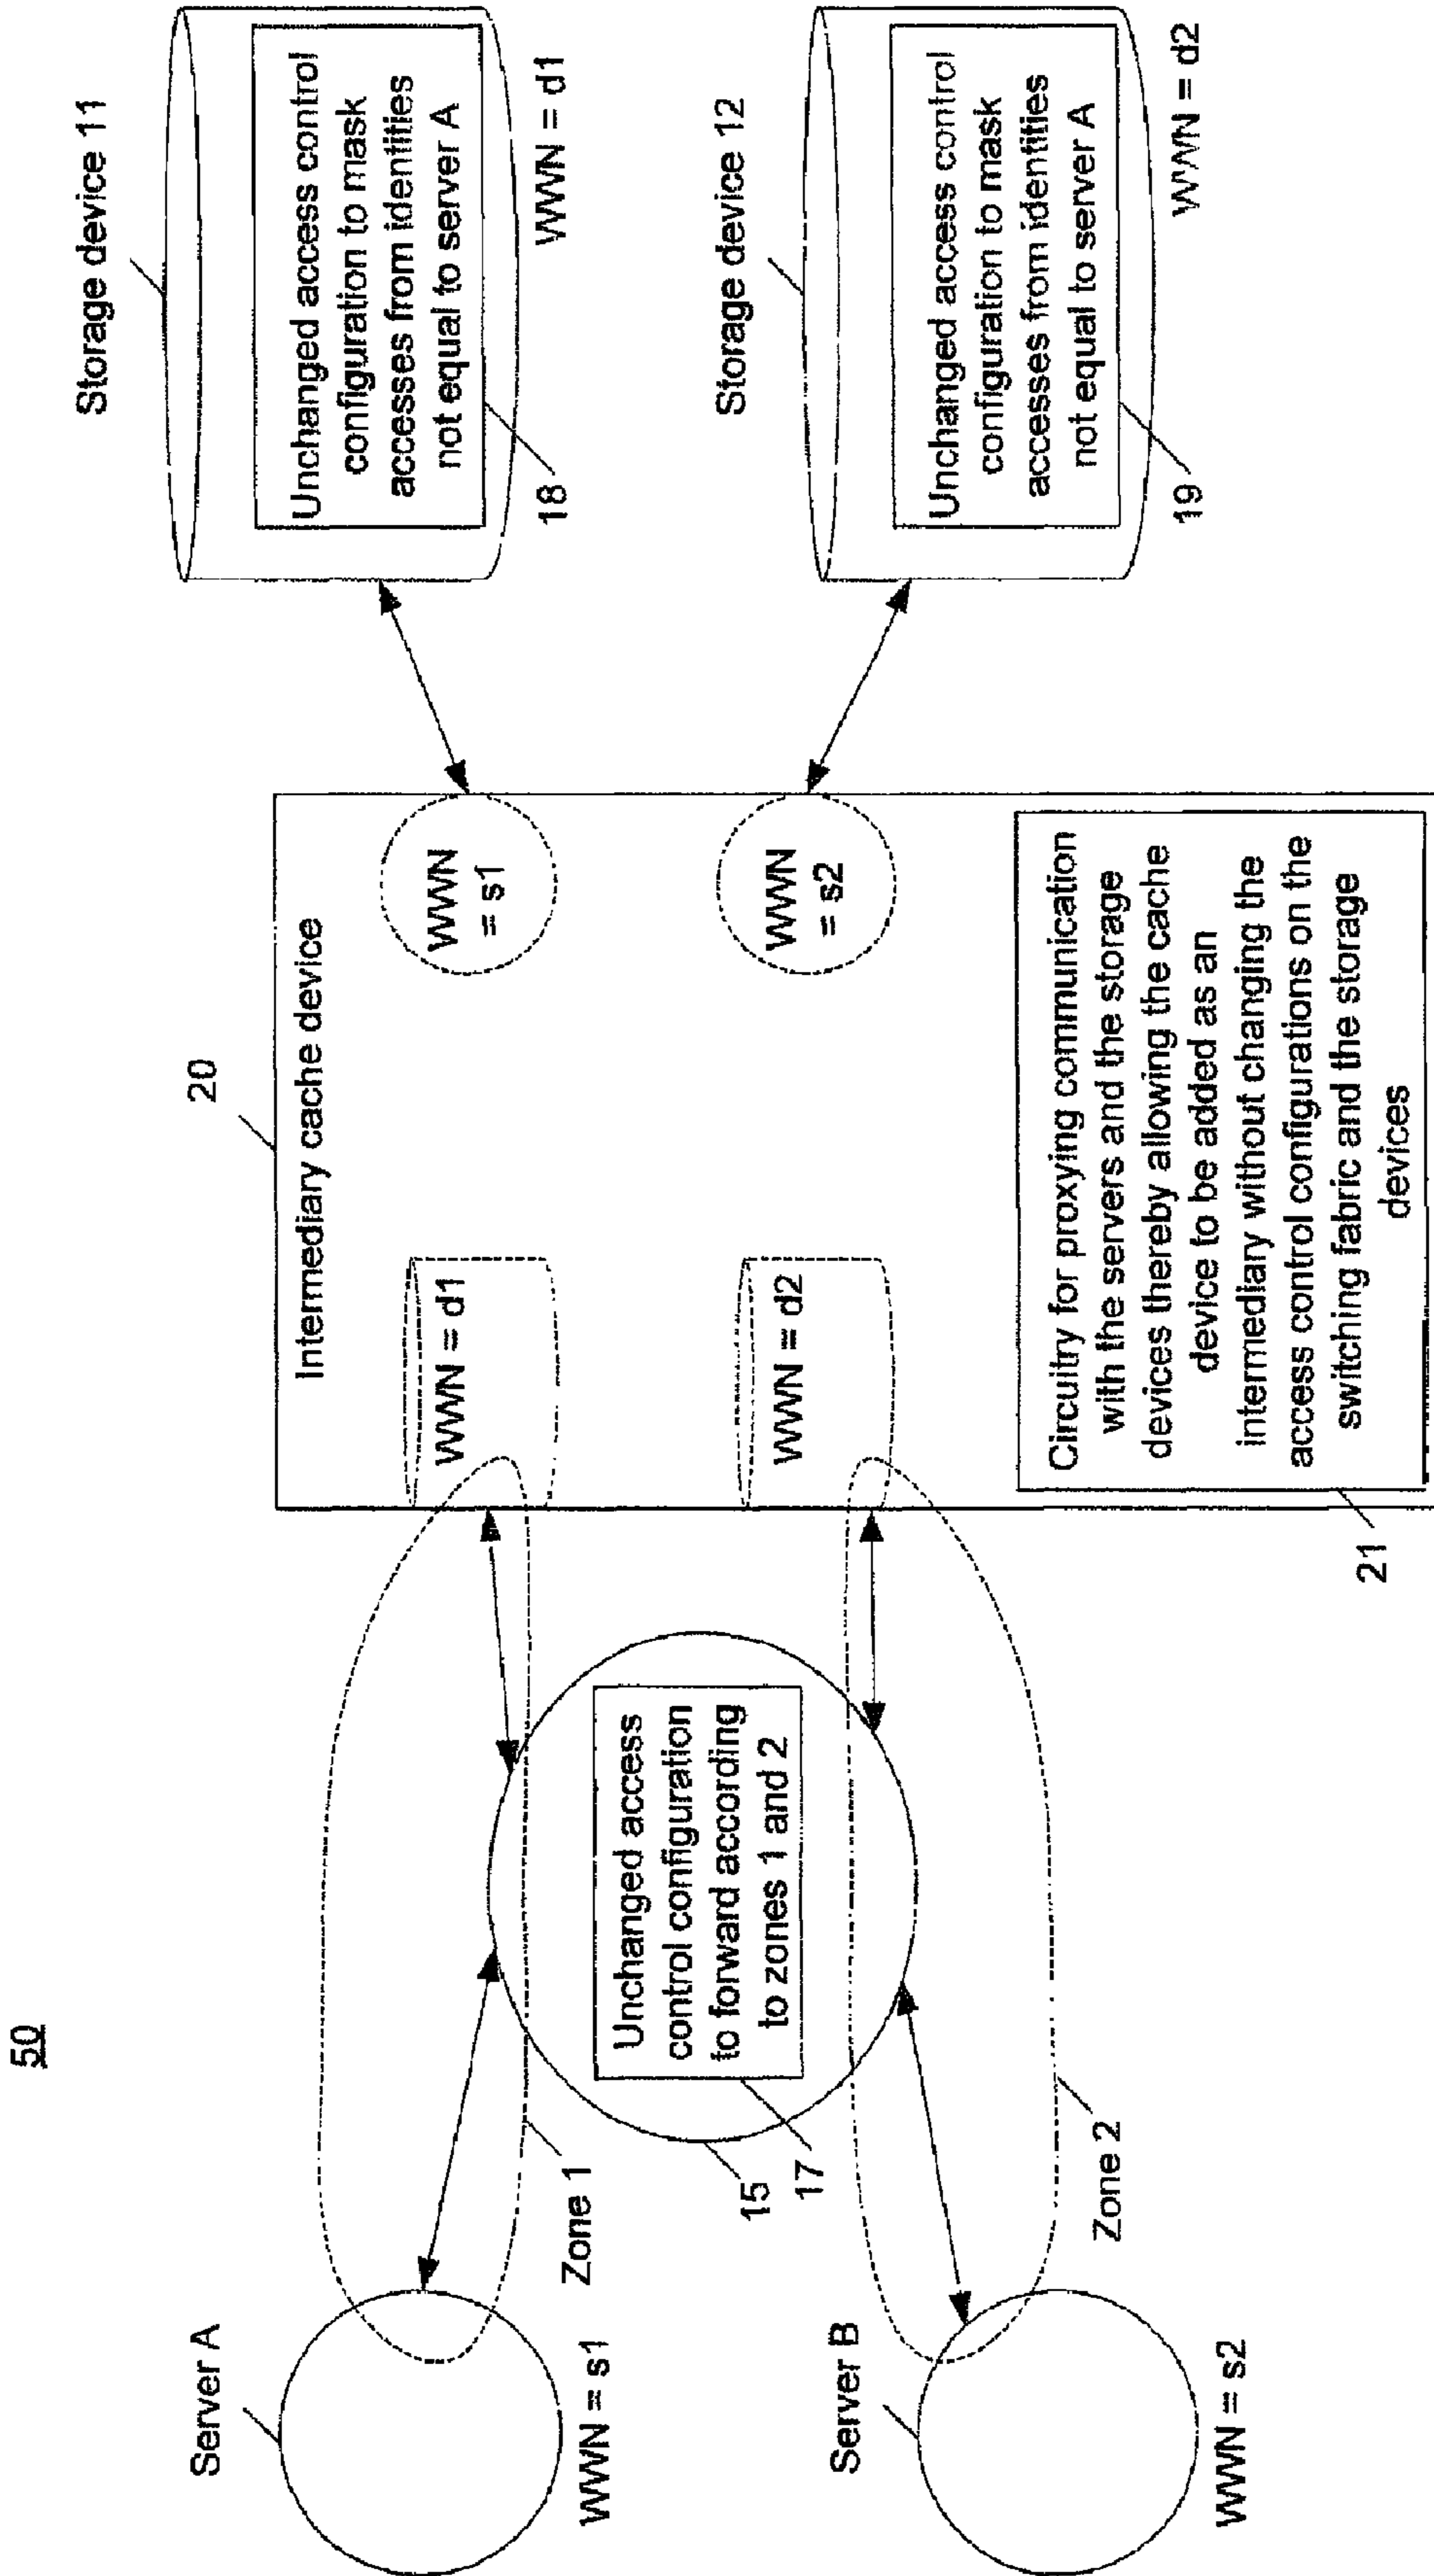 50
Server A
WWN = s1
Server B
WWN = s2
Zone 1
15
17
Zone 2
Unchanged access
control configuration
to forward according
to zones 1 and 2
20
Intermediary cache device
WWN = d1
WWN = d2
WWN
= s1
WWN
= s2
Circuitry for proxying communication
with the servers and the storage
devices thereby allowing the cache
device to be added as an
intermediary without changing the
access control configurations on the
switching fabric and the storage
devices
21
Storage device 11
Unchanged access control
configuration to mask
accesses from identities
not equal to server A
18
WWN = d1
Storage device 12
Unchanged access control
configuration to mask
accesses from identities
not equal to server A
19
WWN = d2